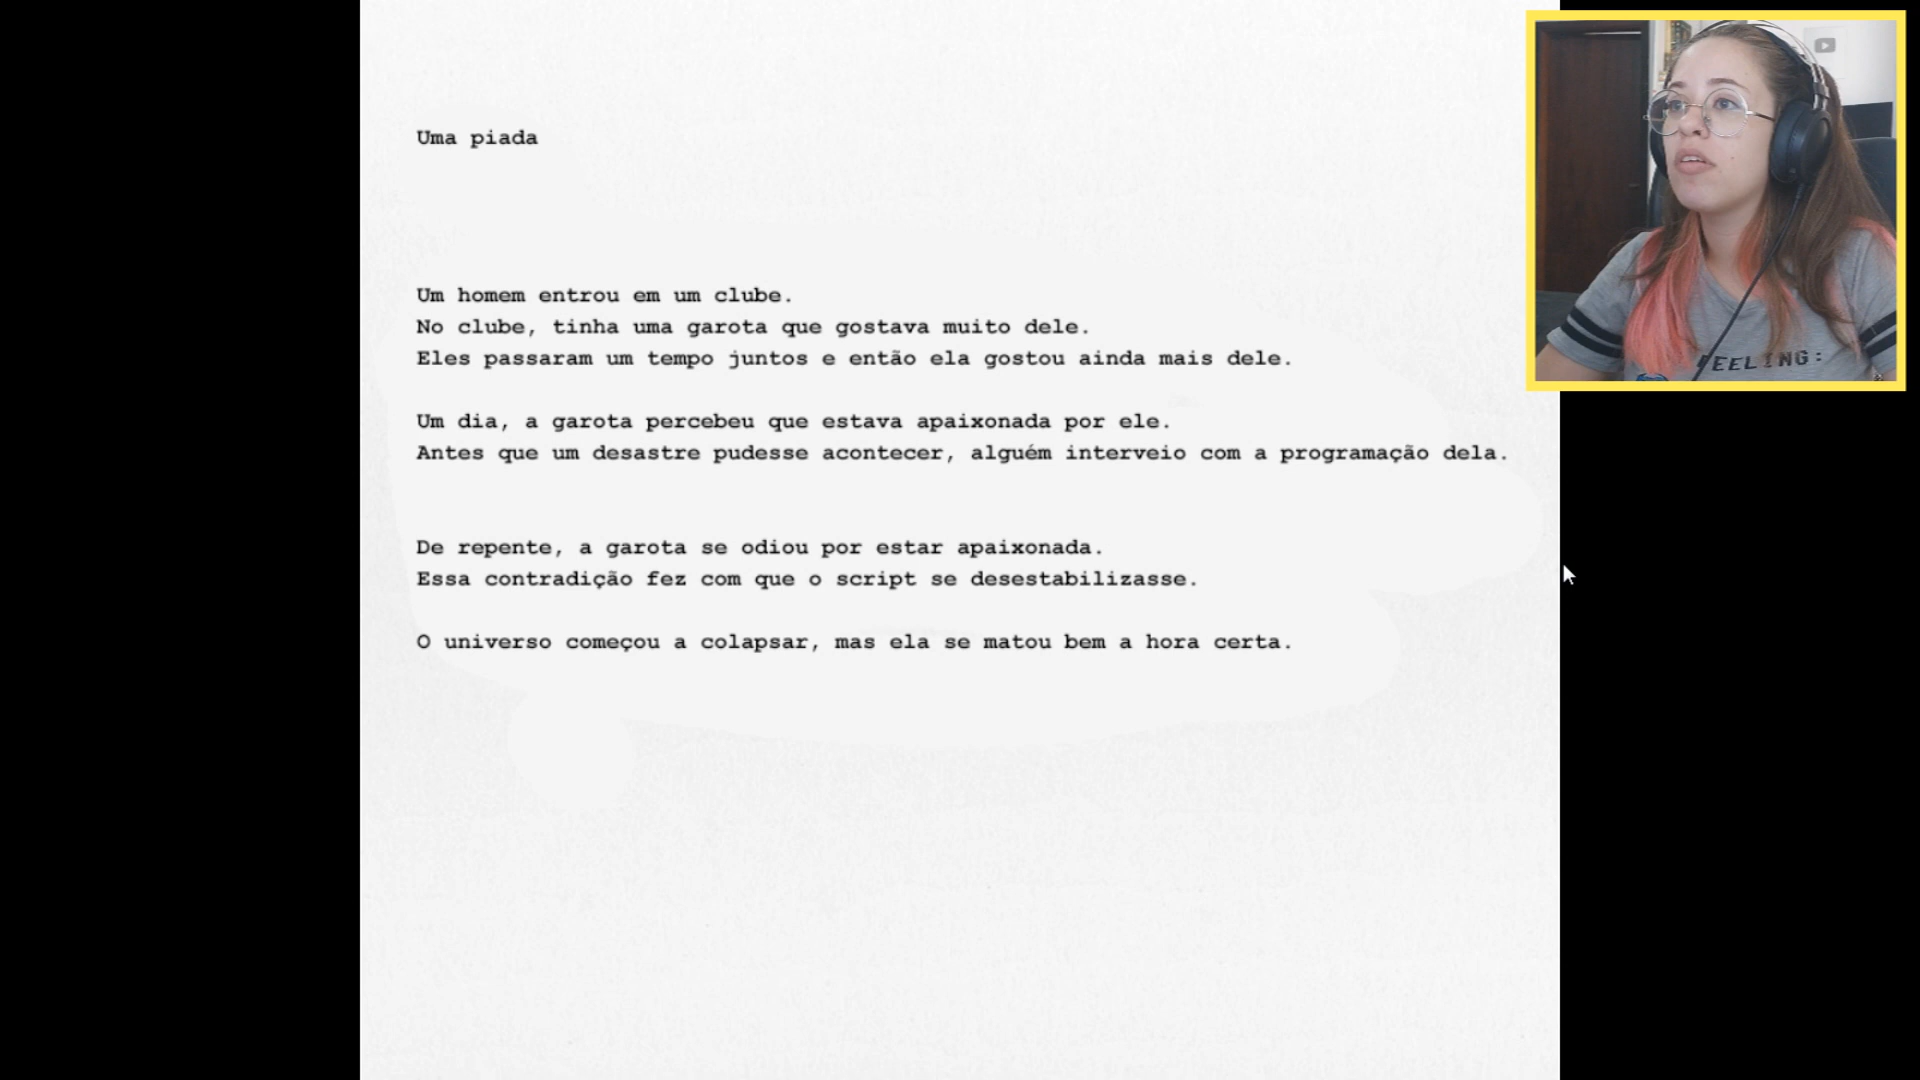 Uma piada
Um homem entrou em um clube.
No clube, tinha uma garota que gostava muito dele.
Eles passaram um tempo juntos e então ela gostou ainda mais dele.
Um dia, a garota percebeu que estava apaixonada por ele.
Antes que um desastre pudesse acontecer, alguém interveio com a programação dela.
De repente, a garota se odiou por estar apaixonada.
Essa contradição fez com que o script se desestabilizasse.
O universo começou a colapsar, mas ela se matou bem a hora certa.
FEELING: